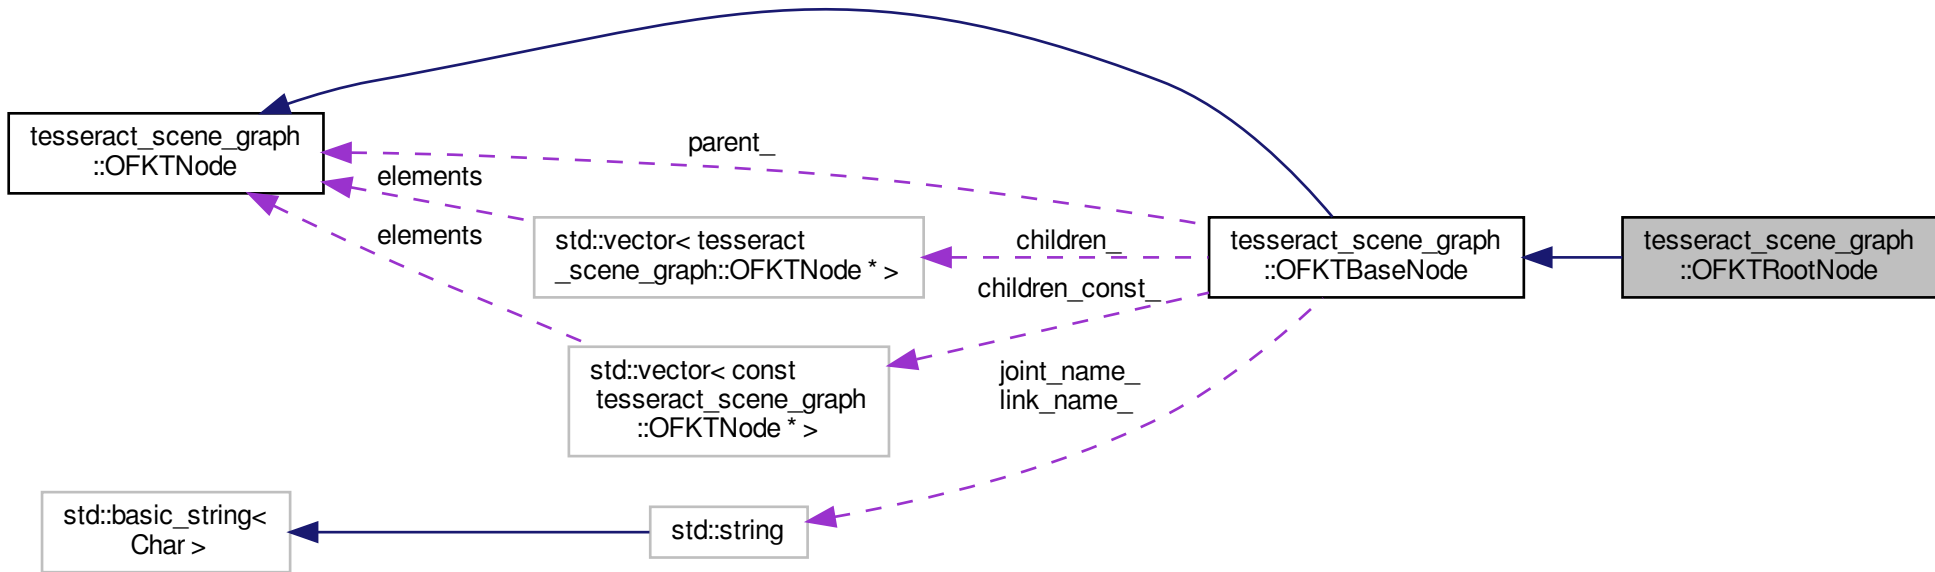 tesseract_scene_graph
::OFKTNode
parent_
elements
elements
std::vector< tesseract
_scene_graph::OFKTNode * >
children_
children_const_
tesseract_scene_graph
::OFKTBaseNode
tesseract_scene_graph
::OFKTRootNode
std::vector< const
tesseract_scene_graph
::OFKTNode * >
joint_name_
link_name_
std::basic_string<
Char >
std::string